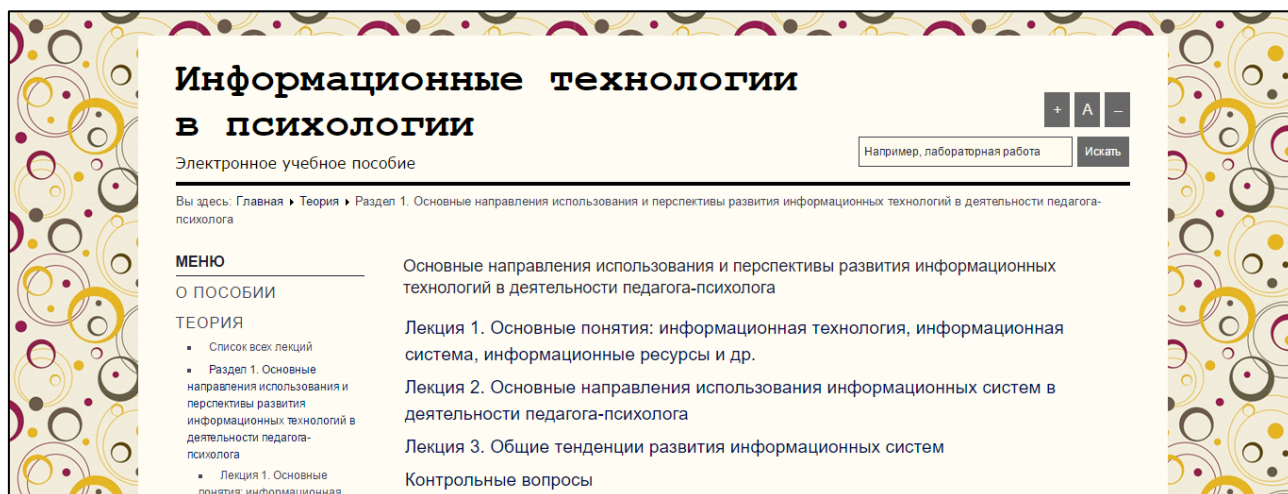 Информационные технологии
в психологии
Электронное учебное пособие
+ A –
Например, лабораторная работа Искать
Вы здесь: Главная Теория Раздел 1. Основные направления использования и перспективы развития информационных технологий в деятельности педагога-
психолога
МЕНЮ
О ПОСОБИИ
ТЕОРИЯ
Список всех лекций
Раздел 1. Основные
направления использования и
перспективы развития
информационных технологий в
деятельности педагога-
психолога
Лекция 1. Основные
понятия: информационная
Основные направления использования и перспективы развития информационных
технологий в деятельности педагога-психолога
Лекция 1. Основные понятия: информационная технология, информационная
система, информационные ресурсы и др.
Лекция 2. Основные направления использования информационных систем в
деятельности педагога-психолога
Лекция 3. Общие тенденции развития информационных систем
Контрольные вопросы